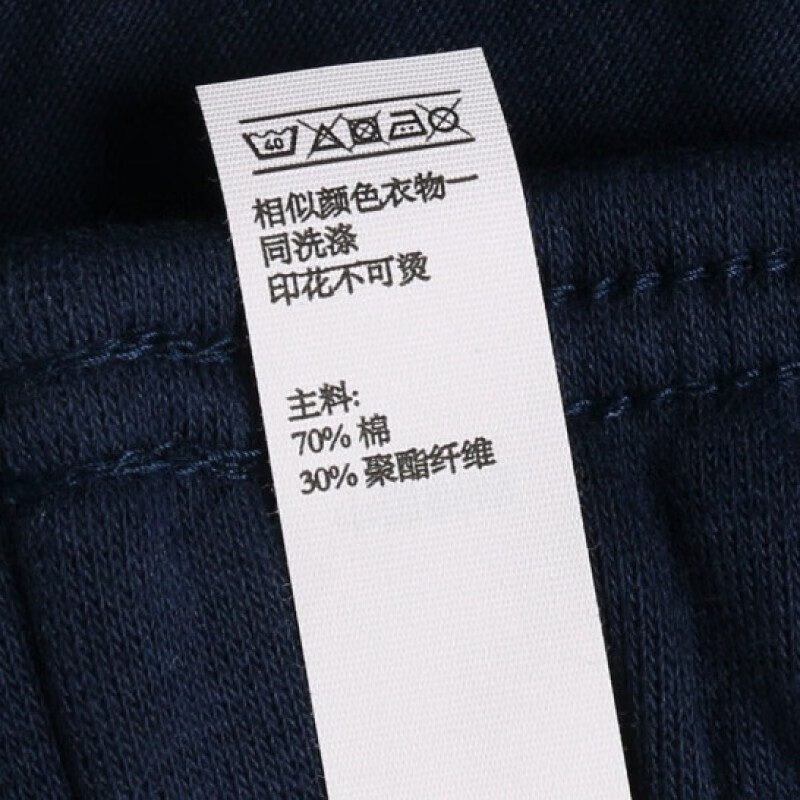 40
相似颜色衣物一
同洗涤
印花不可烫
主料:
70% 棉
30% 聚酯纤维